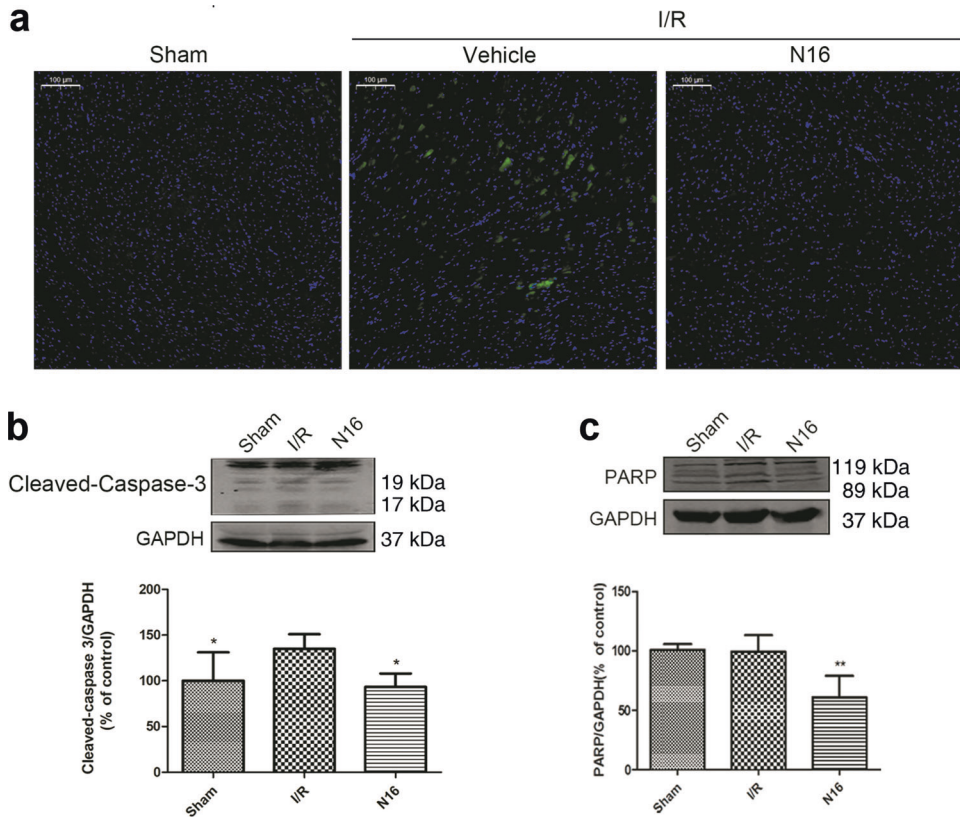 a
I/R
Sham
Vehicle
N16
100 µm
100 µm
100 µm
b
Sham
I/R
N16
Cleaved-Caspase-3
19 kDa
17 kDa
GAPDH
37 kDa
Cleaved-caspase 3/GAPDH
(% of control)
200
150
100
50
0
*
*
Sham
I/R
N16
c
Sham
I/R
N16
PARP
119 kDa
89 kDa
GAPDH
37 kDa
PARP/GAPDH(% of control)
150
100
50
0
**
Sham
I/R
N16